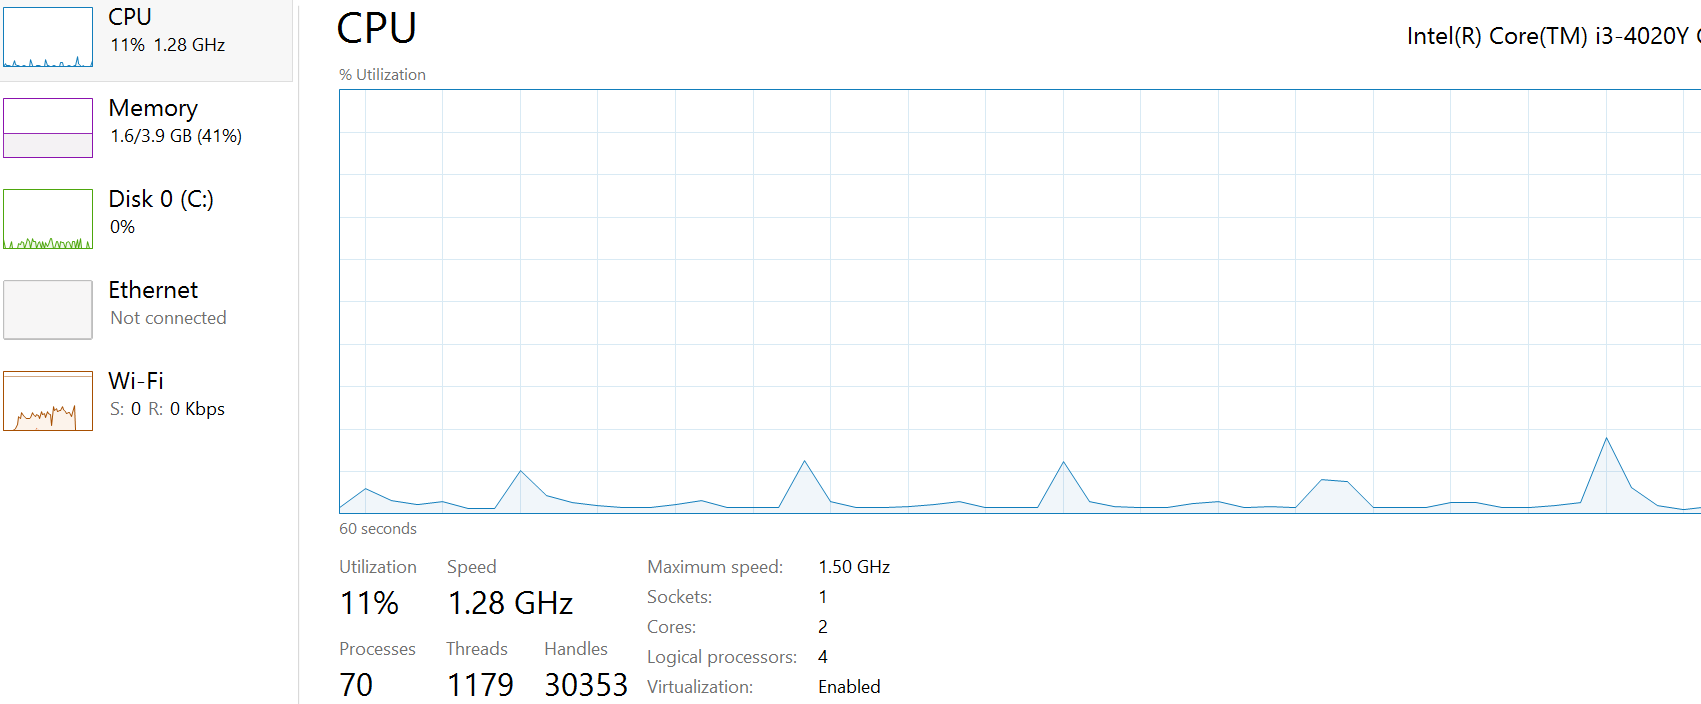 CPU
11% 1.28 GHz
Memory
1.6/3.9 GB (41%)
Disk 0 (C:)
0%
Ethernet
Not connected
Wi-Fi
S: 0 R: 0 Kbps
CPU
Intel(R) Core(TM) i3-4020Y
% Utilization
60 seconds
Utilization
11%
Speed
1.28 GHz
Processes
70
Threads
1179
Handles
30353
Maximum speed: 1.50 GHz
Sockets: 1
Cores: 2
Logical processors: 4
Virtualization: Enabled